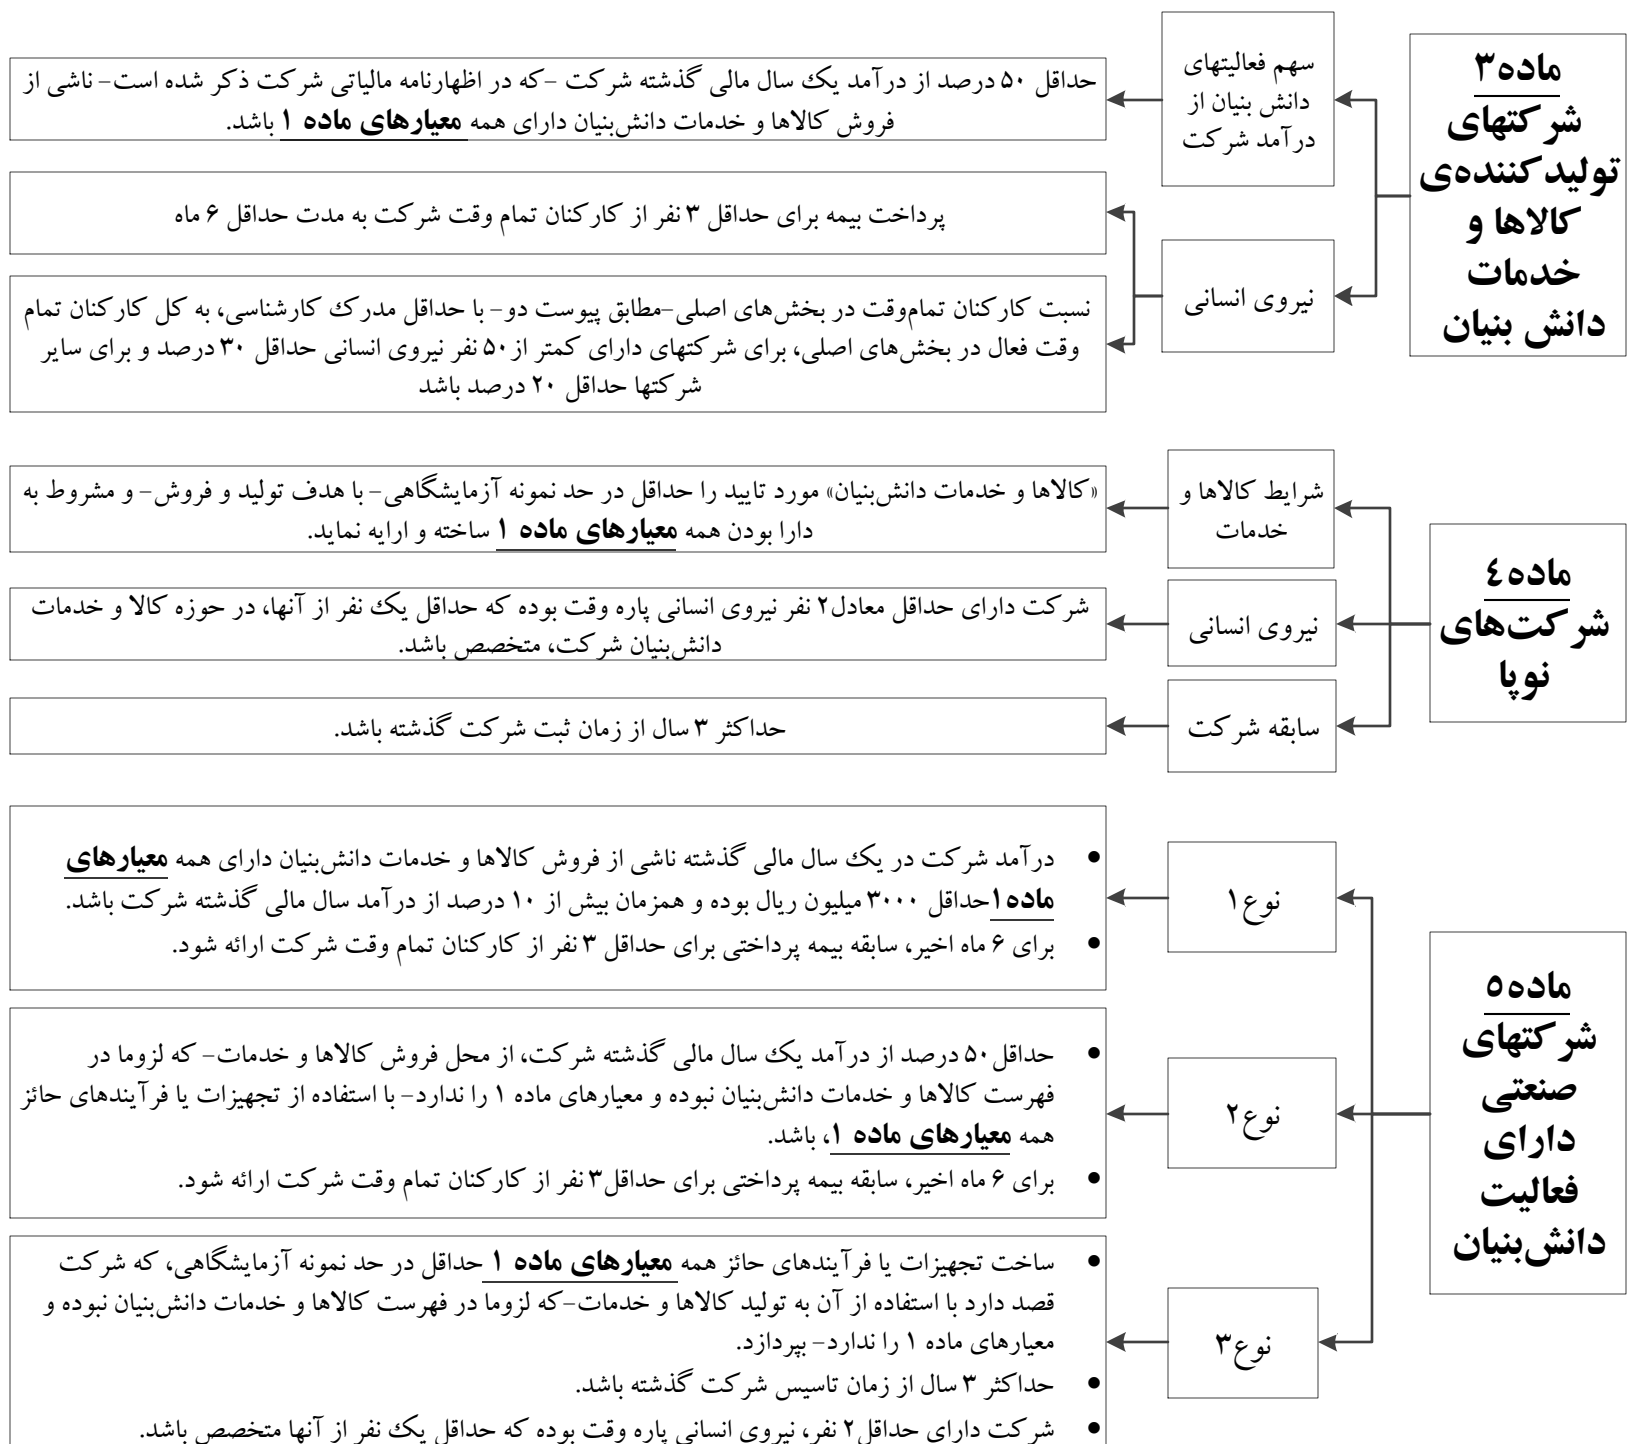 ماده۳
شرکتهای
تولیدکننده‌ی
کالاها و
خدمات
دانش بنیان
سهم فعالیتهای
دانش بنیان از
درآمد شرکت
حداقل ۵۰ درصد از درآمد یک سال مالی گذشته شرکت -که در اظهارنامه مالیاتی شرکت ذکر شده است- ناشی از
فروش کالاها و خدمات دانش‌بنیان دارای همه معیارهای ماده ۱ باشد.
نیروی انسانی
پرداخت بیمه برای حداقل ۳ نفر از کارکنان تمام وقت شرکت به مدت حداقل ۶ ماه
نسبت کارکنان تمام‌وقت در بخش‌های اصلی-مطابق پیوست دو- با حداقل مدرک کارشناسی، به کل کارکنان تمام
وقت فعال در بخش‌های اصلی، برای شرکتهای دارای کمتر از ۵۰ نفر نیروی انسانی حداقل ۳۰ درصد و برای سایر
شرکتها حداقل ۲۰ درصد باشد
ماده٤
شرکت‌های
نوپا
شرایط کالاها و
خدمات
«کالاها و خدمات دانش‌بنیان» مورد تایید را حداقل در حد نمونه آزمایشگاهی- با هدف تولید و فروش- و مشروط به
دارا بودن همه معیارهای ماده ۱ ساخته و ارایه نماید.
نیروی انسانی
شرکت دارای حداقل معادل۲ نفر نیروی انسانی پاره وقت بوده که حداقل یک نفر از آنها، در حوزه کالا و خدمات
دانش‌بنیان شرکت، متخصص باشد.
سابقه شرکت
حداکثر ۳ سال از زمان ثبت شرکت گذشته باشد.
ماده٥
شرکتهای
صنعتی
دارای
فعالیت
دانش‌بنیان
نوع۱
• درآمد شرکت در یک سال مالی گذشته ناشی از فروش کالاها و خدمات دانش‌بنیان دارای همه معیارهای
ماده۱حداقل ۳۰۰۰ میلیون ریال بوده و همزمان بیش از ۱۰ درصد از درآمد سال مالی گذشته شرکت باشد.
• برای ۶ ماه اخیر، سابقه بیمه پرداختی برای حداقل ۳ نفر از کارکنان تمام وقت شرکت ارائه شود.
نوع۲
• حداقل۵۰ درصد از درآمد یک سال مالی گذشته شرکت، از محل فروش کالاها و خدمات- که لزوما در
فهرست کالاها و خدمات دانش‌بنیان نبوده و معیارهای ماده ۱ را ندارد- با استفاده از تجهیزات یا فرآیندهای حائز
همه معیارهای ماده ۱، باشد.
• برای ۶ ماه اخیر، سابقه بیمه پرداختی برای حداقل۳ نفر از کارکنان تمام وقت شرکت ارائه شود.
نوع۳
• ساخت تجهیزات یا فرآیندهای حائز همه معیارهای ماده ۱ حداقل در حد نمونه آزمایشگاهی، که شرکت
قصد دارد با استفاده از آن به تولید کالاها و خدمات-که لزوما در فهرست کالاها و خدمات دانش‌بنیان نبوده و
معیارهای ماده ۱ را ندارد- بپردازد.
• حداکثر ۳ سال از زمان تاسیس شرکت گذشته باشد.
• شرکت دارای حداقل۲ نفر، نیروی انسانی پاره وقت بوده که حداقل یک نفر از آنها متخصص باشد.